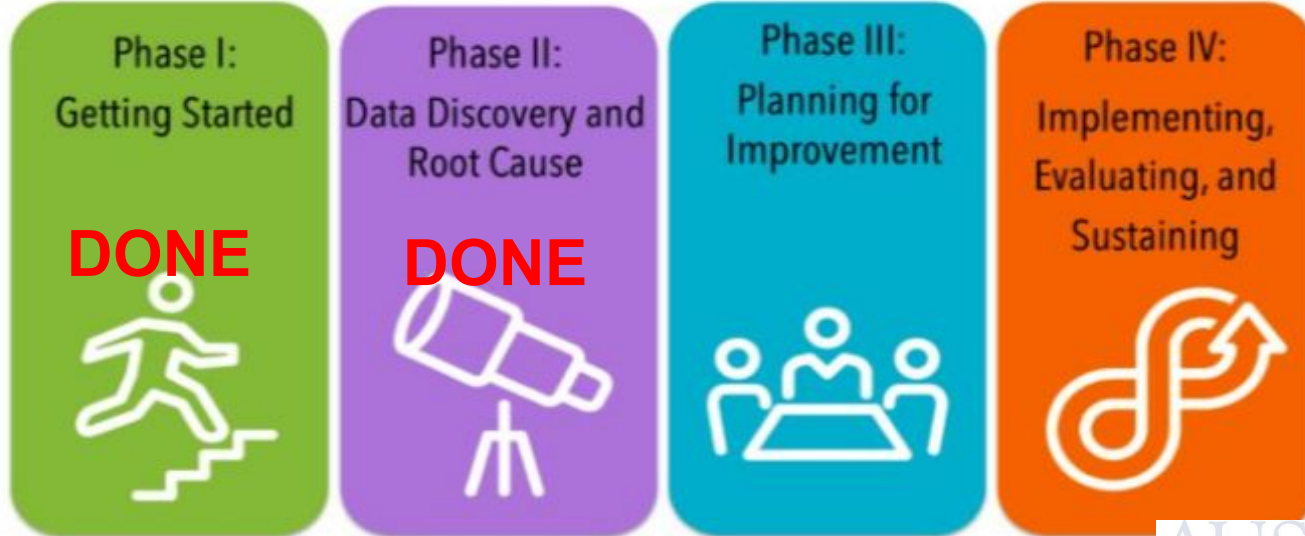 Phase I:
Getting Started
DONE
Phase II:
Data Discovery and
Root Cause
DONE
Phase III:
Planning for
Improvement
Phase IV:
Implementing,
Evaluating, and
Sustaining